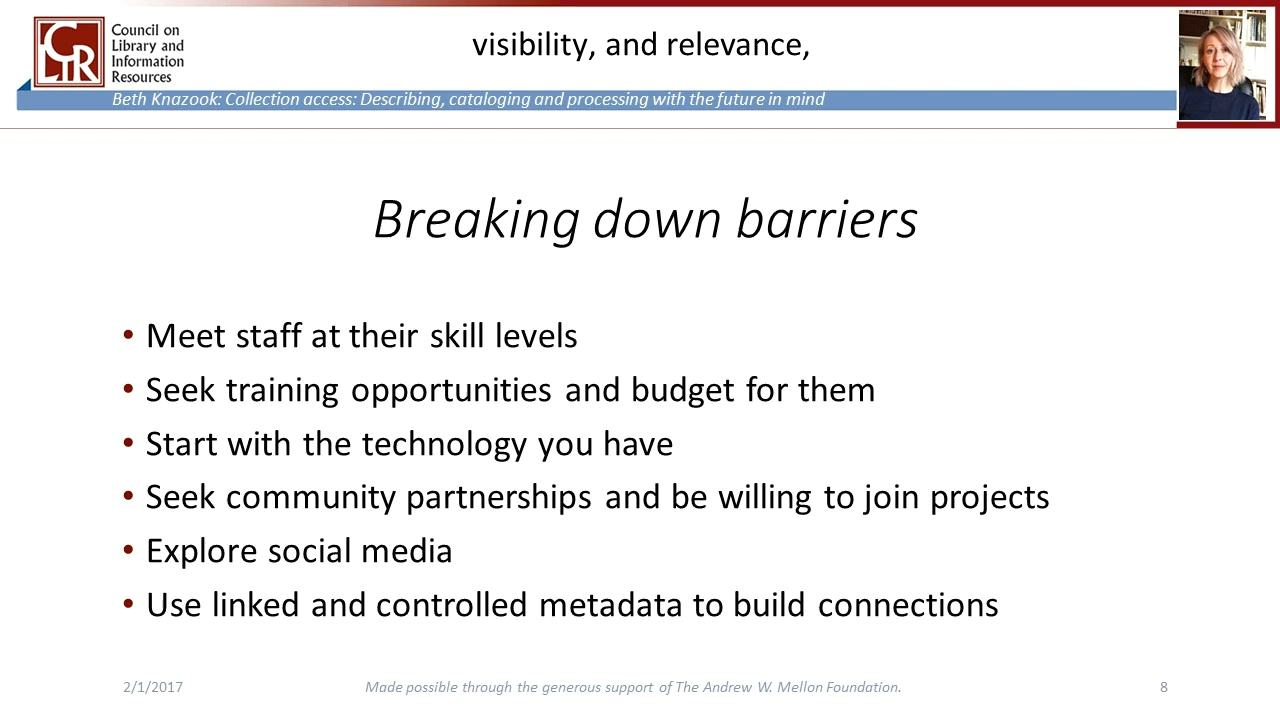 CLIR
Council on
Library and
Information
Resources
visibility, and relevance,
Beth Knazook: Collection access: Describing, cataloging and processing with the future in mind
Breaking down barriers
• Meet staff at their skill levels
• Seek training opportunities and budget for them
• Start with the technology you have
• Seek community partnerships and be willing to join projects
• Explore social media
• Use linked and controlled metadata to build connections
2/1/2017
Made possible through the generous support of The Andrew W. Mellon Foundation.
8